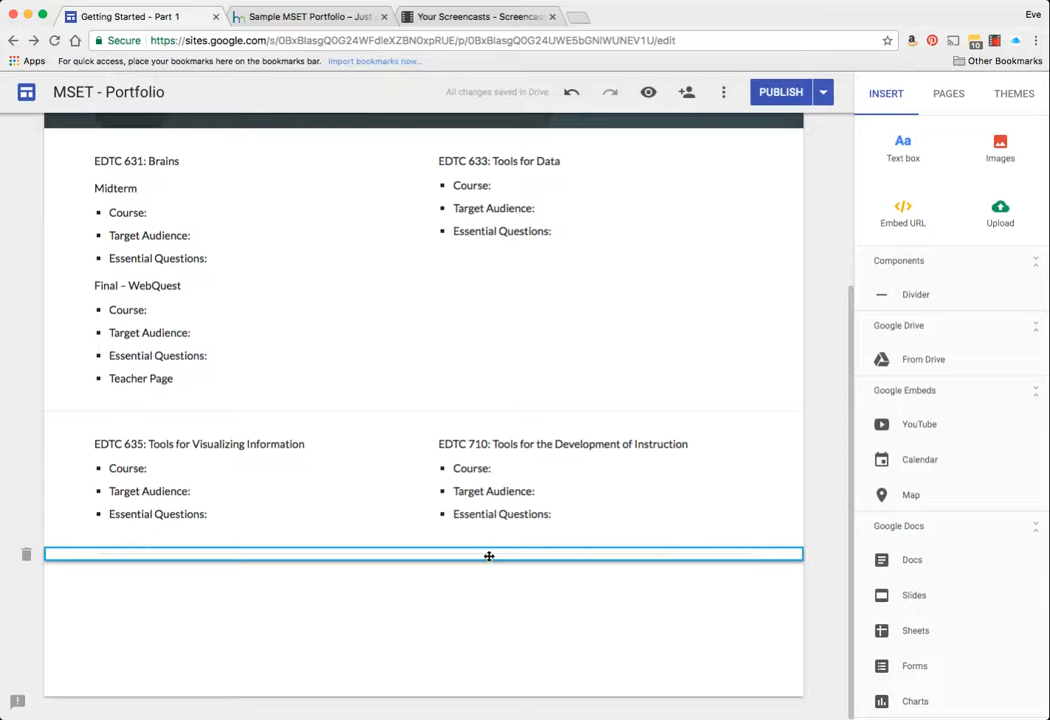 Getting Started - Part 1
Sample MSET Portfolio – Just
Your Screencasts - Screencas
Eve
Secure
https://sites.google.com/s/0BxBIasgQ0G24WFdleXZBN0xpRUE/p/0BxBIasgQ0G24UWE5bGNIWUNEV1U/edit
10
Apps
For quick access, place your bookmarks here on the bookmarks bar.
Import bookmarks now...
Other Bookmarks
MSET - Portfolio
All changes saved in Drive
PUBLISH
INSERT
PAGES
THEMES
EDTC 631: Brains
Midterm
Course:
Target Audience:
Essential Questions:
Final – WebQuest
Course:
Target Audience:
Essential Questions:
Teacher Page
EDTC 633: Tools for Data
Course:
Target Audience:
Essential Questions:
EDTC 635: Tools for Visualizing Information
Course:
Target Audience:
Essential Questions:
EDTC 710: Tools for the Development of Instruction
Course:
Target Audience:
Essential Questions:
Aa
Text box
Images
Embed URL
Upload
Components
Divider
Google Drive
From Drive
Google Embeds
YouTube
Calendar
Map
Google Docs
Docs
Slides
Sheets
Forms
Charts